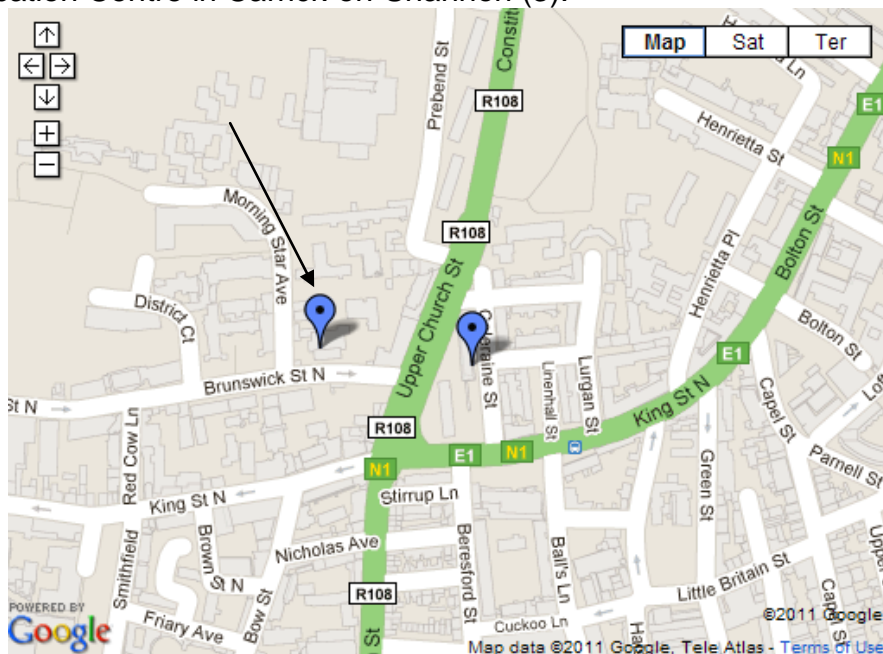 Map Sat Ter
Constit
Prebend St
R108
E1
Henrietta St
N1
Morning Star Ave
R108
Henrietta Pl
Bolton St
Upper Church St
District Ct
Coleraine St
Bolton St
E1
Brunswick St N
St N
Linenhall St
Lurgan St
King St N
Capel St
R108
Red Cow Ln
E1
N1
N1
Parnell St
King St N
Stirrup Ln
Green St
Nicholas Ave
Brown St N
Smithfield
Beresford St
Ball's Ln
Little Britain St
R108
Bow St
Friary Ave
Cuckoo Ln
St
Capel St
Upper
POWERED BY
Google
©2011 Google
Map data ©2011 Google, Tele Atlas - Terms of Use